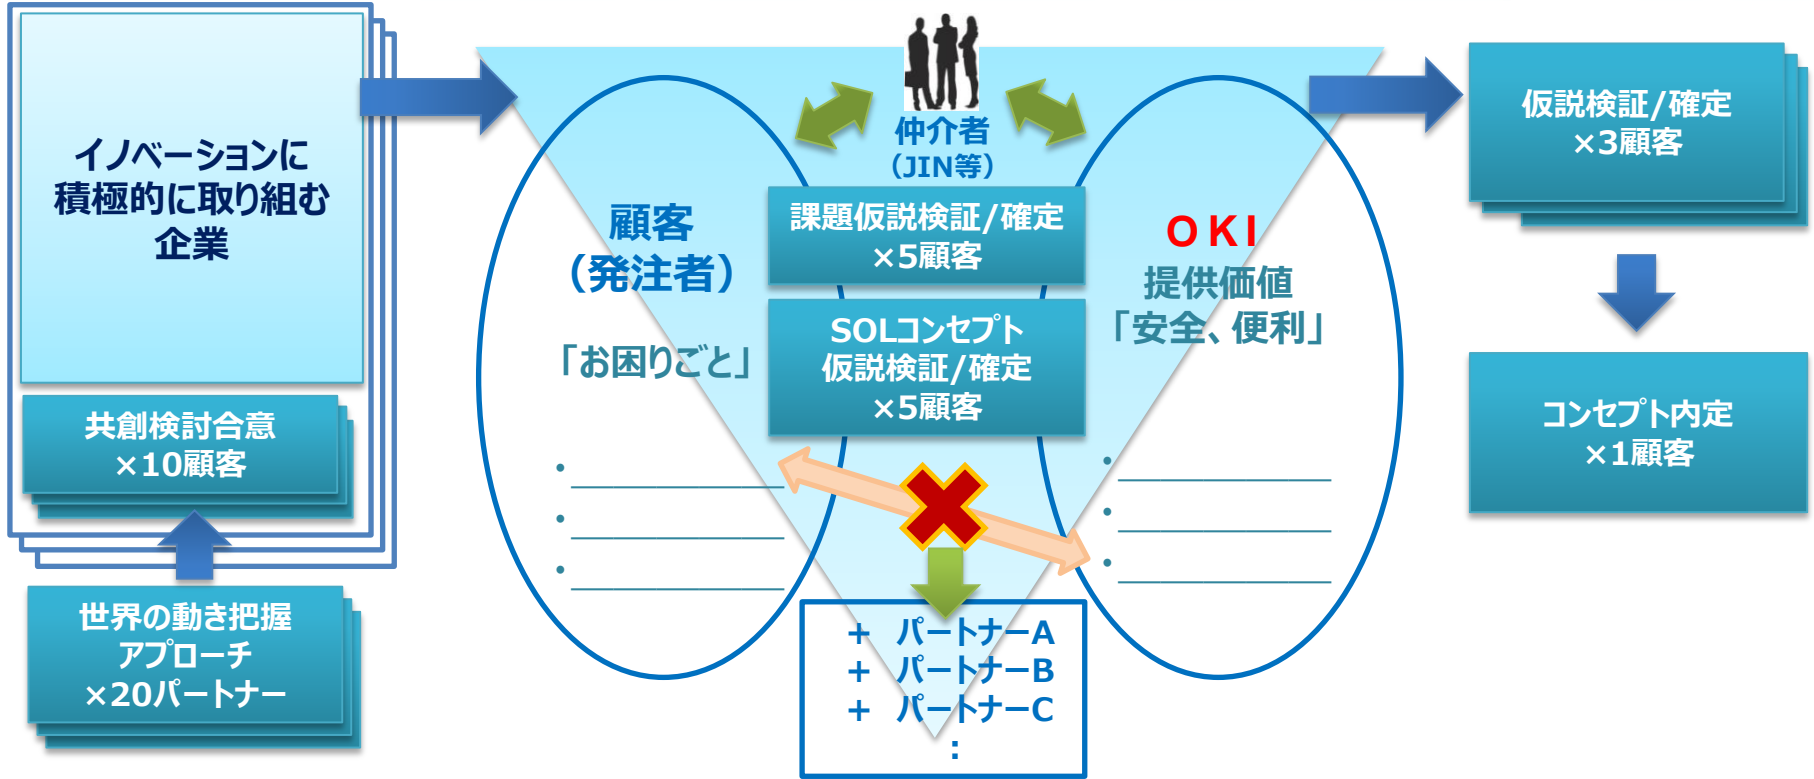 イノベーションに
積極的に取り組む
企業
共創検討合意
×10顧客
世界の動き把握
アプローチ
×20パートナー
仲介者
（JIN等）
顧客
（発注者）
「お困りごと」
課題仮説検証/確定
×5顧客
SOLコンセプト
仮説検証/確定
×5顧客
ＯＫＩ
提供価値
「安全、便利」
＋ パートナーA
＋ パートナーB
＋ パートナーC
：
仮説検証/確定
×3顧客
コンセプト内定
×1顧客